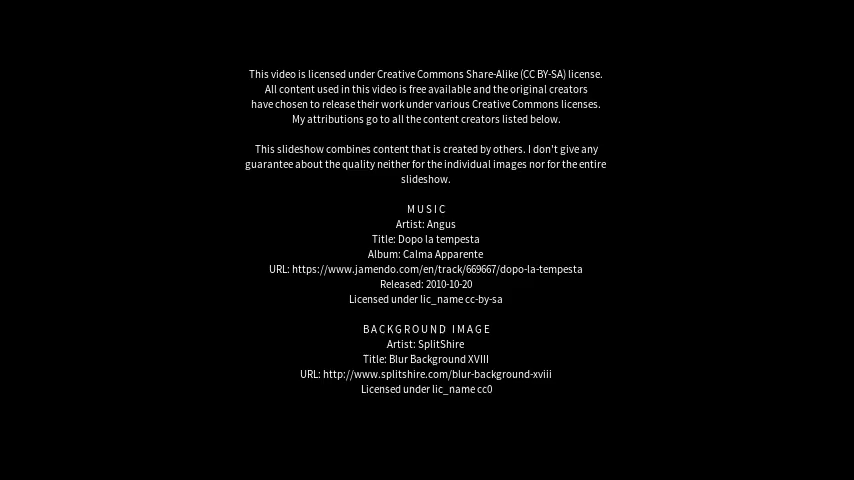 This video is licensed under Creative Commons Share-Alike (CC BY-SA) license.
All content used in this video is free available and the original creators
have chosen to release their work under various Creative Commons licenses.
My attributions go to all the content creators listed below.
This slideshow combines content that is created by others. I don't give any
guarantee about the quality neither for the individual images nor for the entire
slideshow.
MUSIC
Artist: Angus
Title: Dopo la tempesta
Album: Calma Apparente
URL: https://www.jamendo.com/en/track/669667/dopo-la-tempesta
Released: 2010-10-20
Licensed under lic_name cc-by-sa
BACKGROUND IMAGE
Artist: SplitShire
Title: Blur Background XVIII
URL: http://www.splitshire.com/blur-background-xviii
Licensed under lic_name cc0